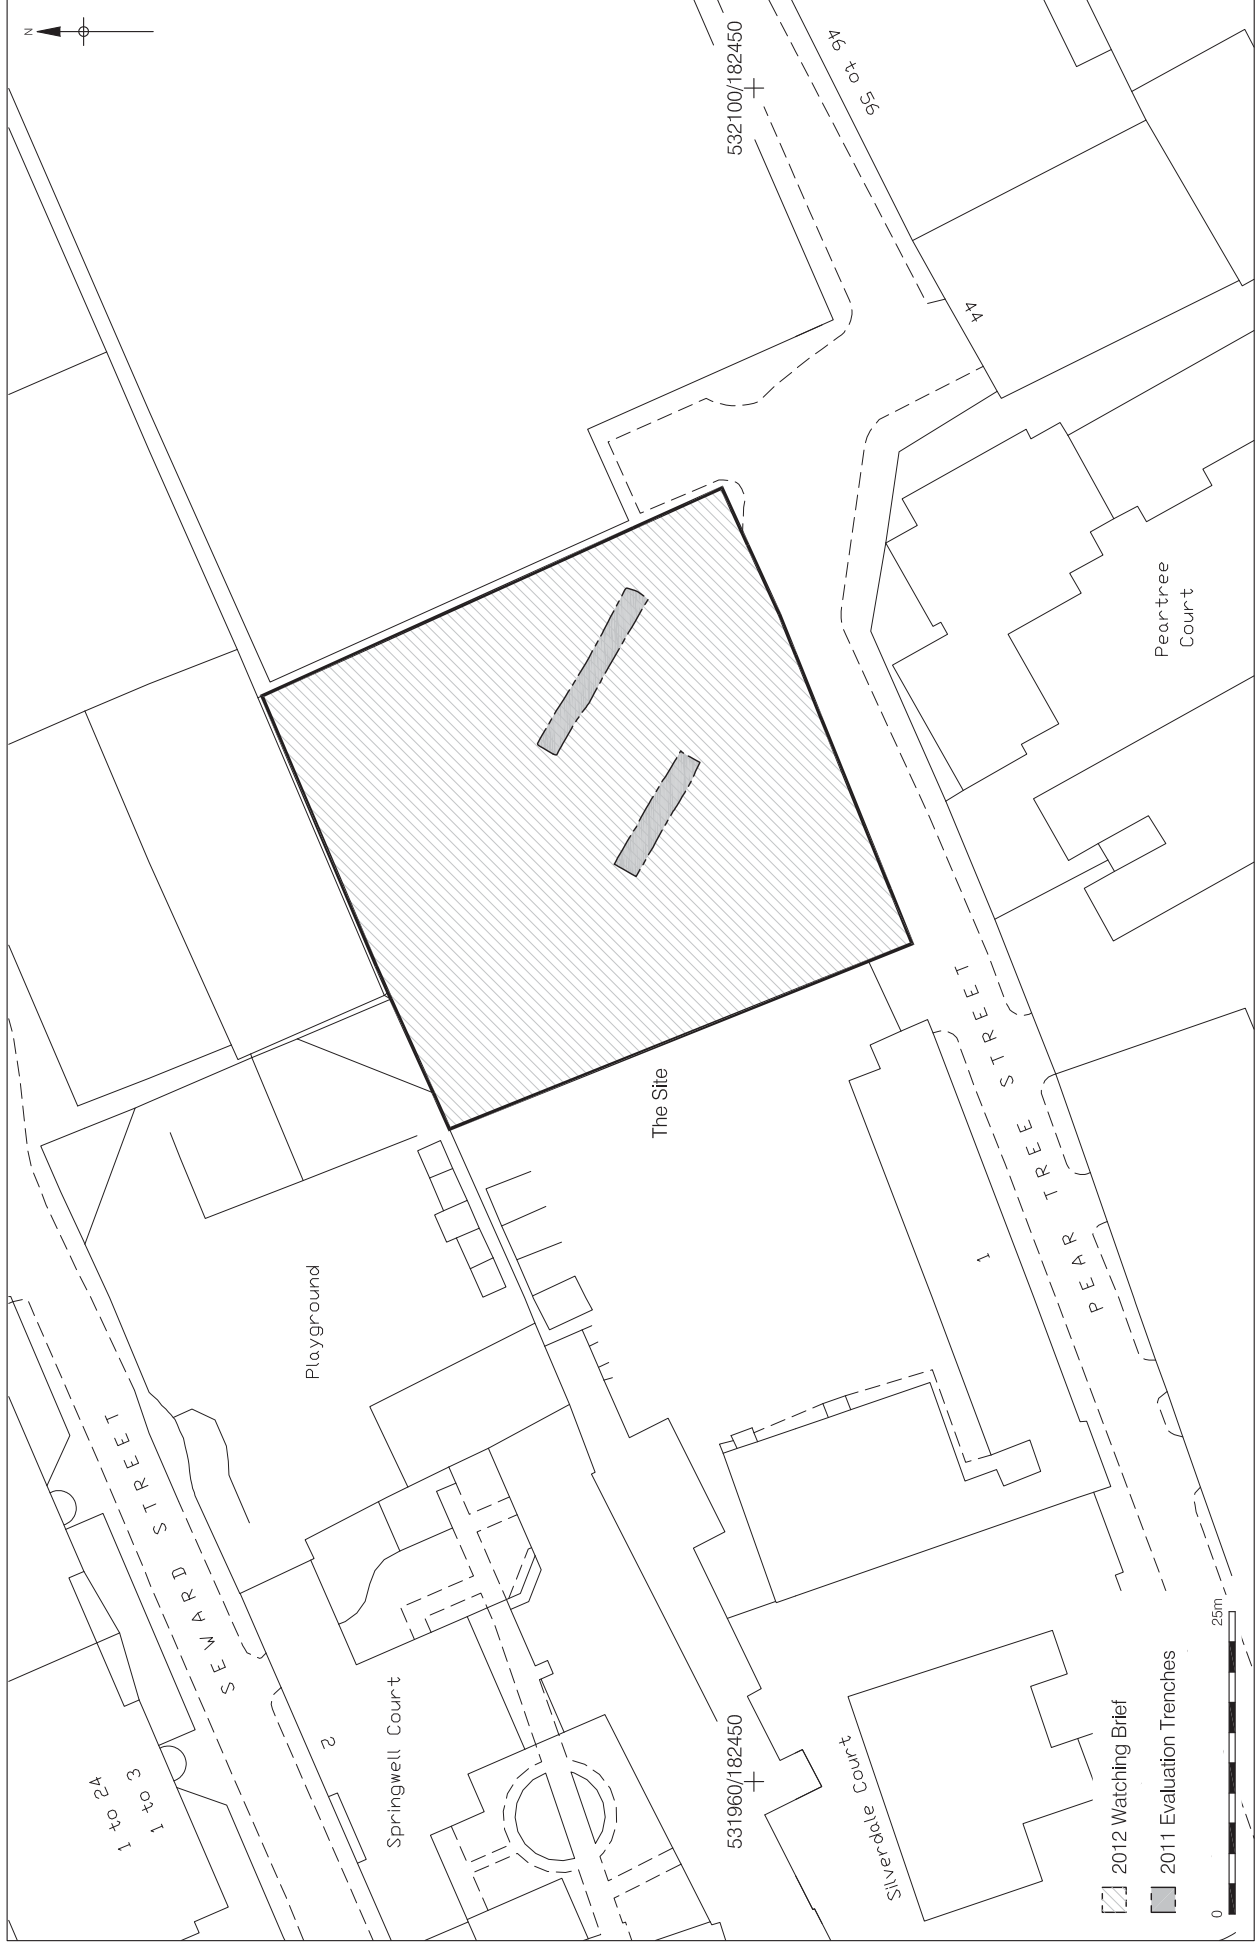 N
SEWARD STREET
1 to 24
1 to 3
2
Springwell Court
Playground
The Site
531960/182450
532100/182450
46 to 56
44
Silverdale Court
1
PEAR TREE STREET
Peartree
Court
2012 Watching Brief
2011 Evaluation Trenches
0
25m